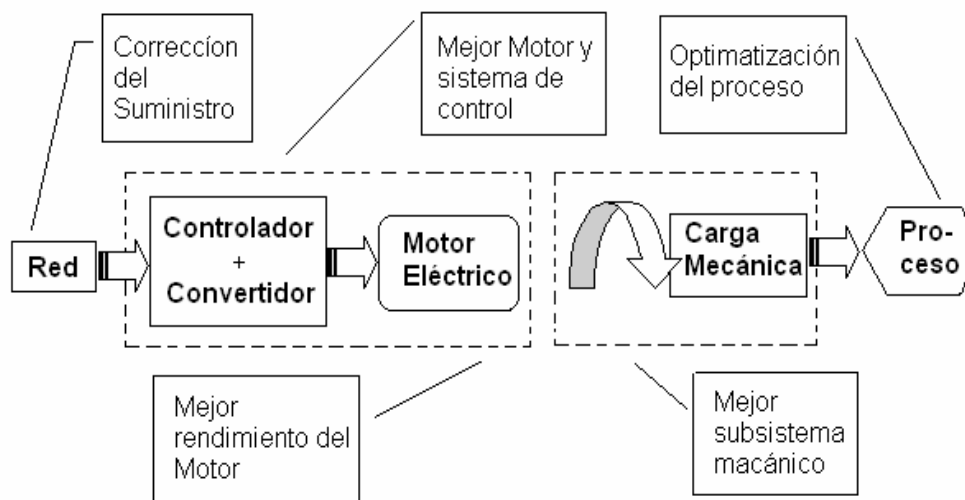 Correccíon
del
Suministro
Mejor Motor y
sistema de
control
Optimatización
del proceso
Red
Controlador
+
Convertidor
Motor
Eléctrico
Carga
Mecánica
Pro-
ceso
Mejor
rendimiento del
Motor
Mejor
subsistema
macánico